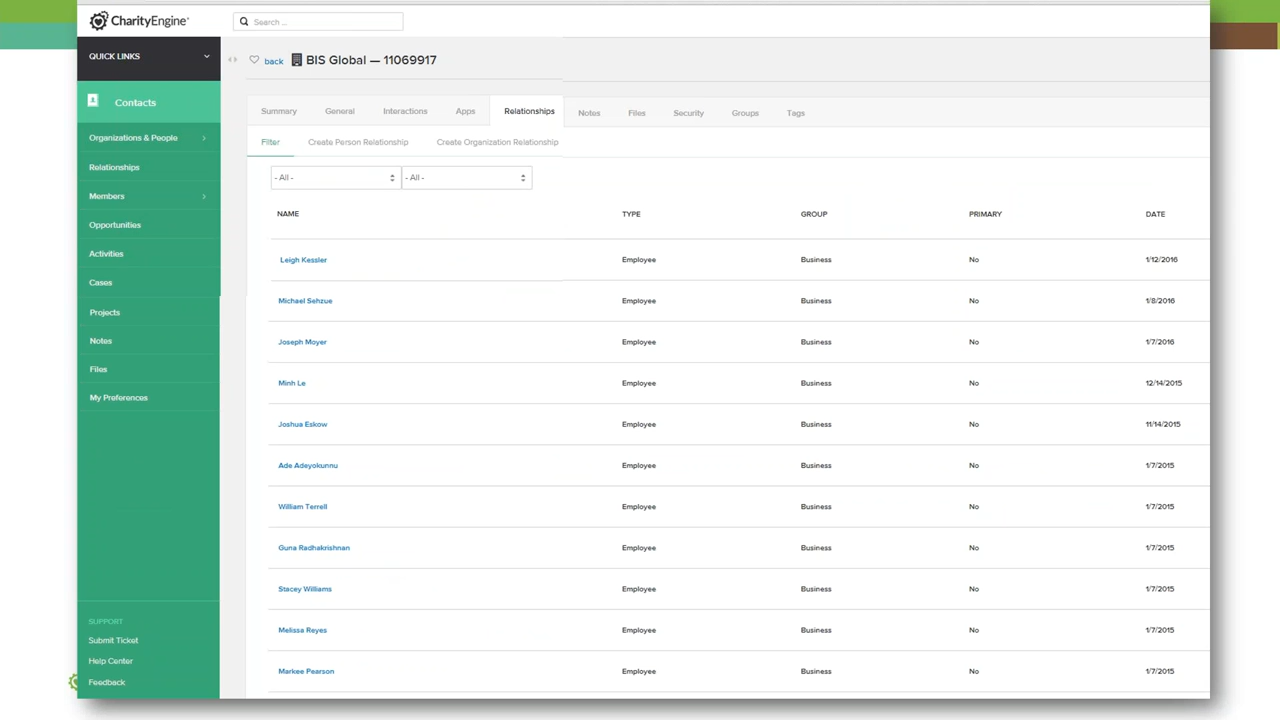 CharityEngine
Search ...
QUICK LINKS
back BIS Global — 11069917
Contacts
Summary General Interactions Apps Relationships Notes Files Security Groups Tags
Organizations & People
Filter Create Person Relationship Create Organization Relationship
Relationships
- All - - All -
Members
NAME TYPE GROUP PRIMARY DATE
Opportunities
Activities
Leigh Kessler Employee Business No 1/12/2016
Cases
Michael Sehzue Employee Business No 1/8/2016
Projects
Notes
Joseph Moyer Employee Business No 1/7/2016
Files
Minh Le Employee Business No 12/14/2015
My Preferences
Joshua Eskow Employee Business No 11/14/2015
Ade Adeyokunnu Employee Business No 1/7/2015
William Terrell Employee Business No 1/7/2015
Guna Radhakrishnan Employee Business No 1/7/2015
Stacey Williams Employee Business No 1/7/2015
SUPPORT
Melissa Reyes Employee Business No 1/7/2015
Submit Ticket
Help Center
Markee Pearson Employee Business No 1/7/2015
Feedback